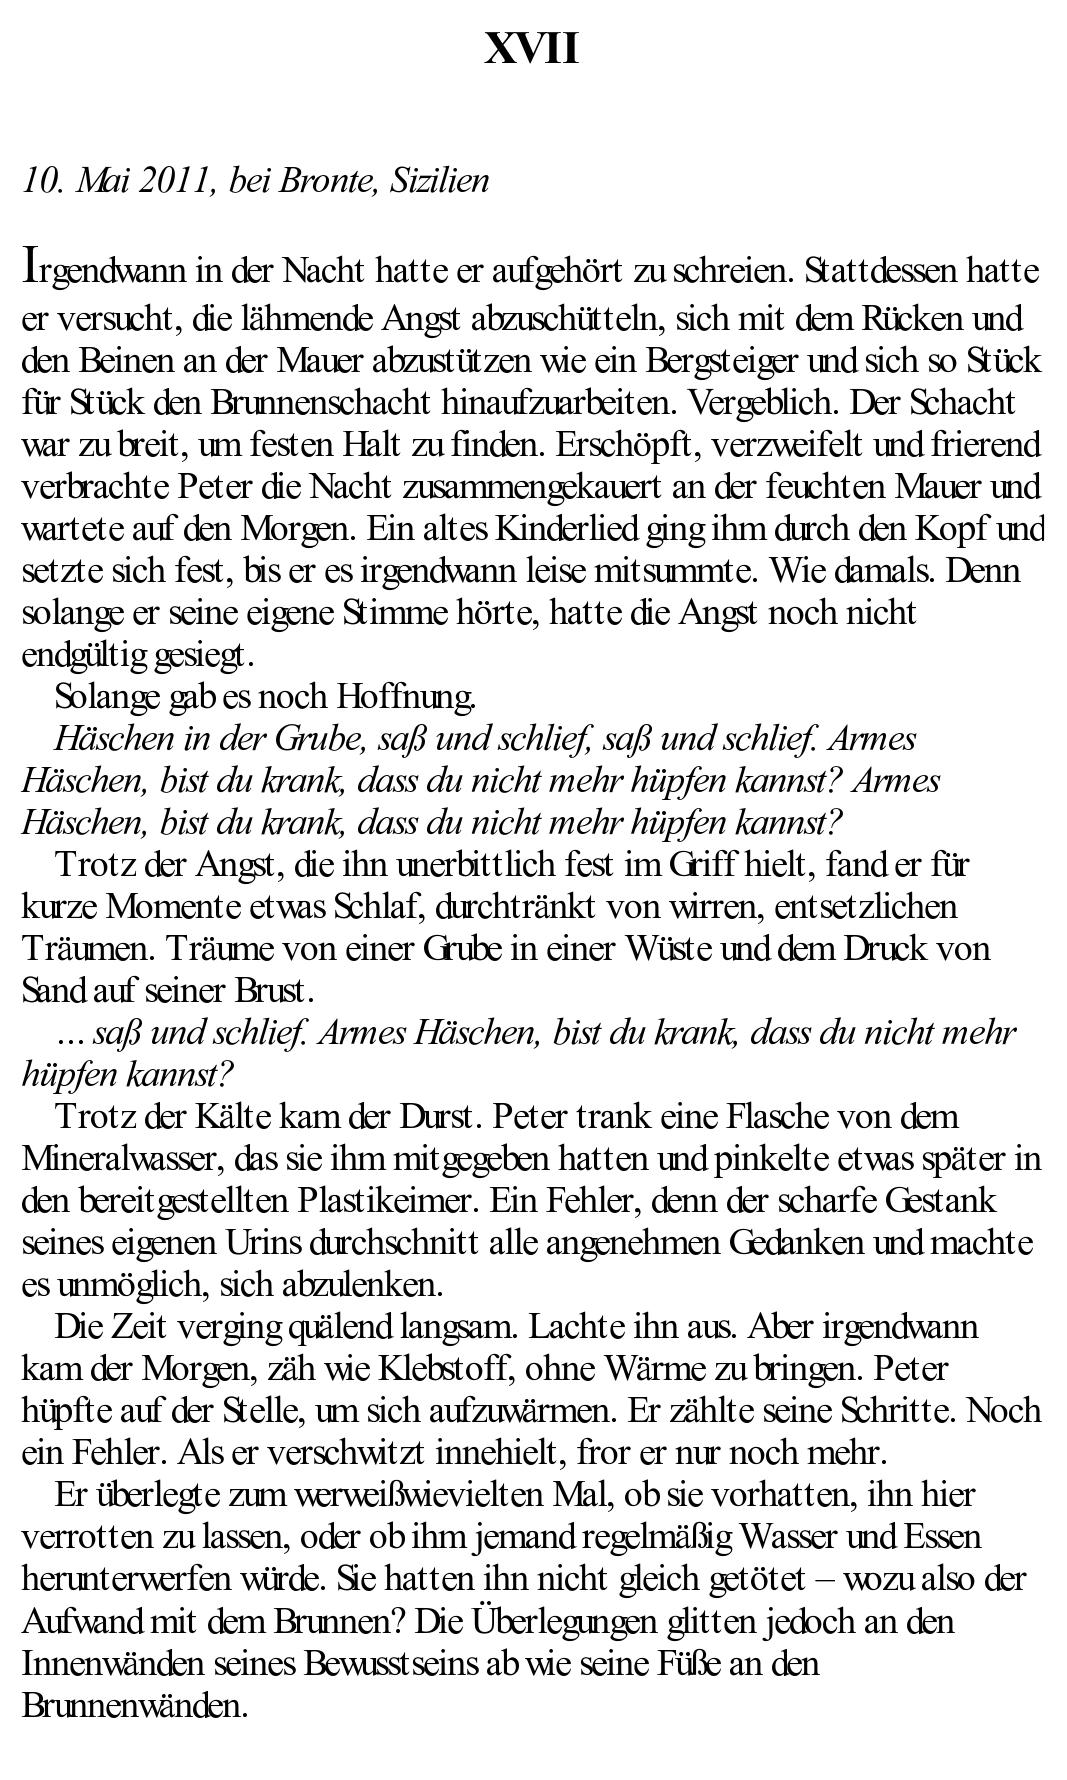 XVII
10. Mai 2011, bei Bronte, Sizilien
Irgendwann in der Nacht hatte er aufgehört zu schreien. Stattdessen hatte
er versucht, die lähmende Angst abzuschütteln, sich mit dem Rücken und
den Beinen an der Mauer abzustützen wie ein Bergsteiger und sich so Stück
für Stück den Brunnenschacht hinaufzuarbeiten. Vergeblich. Der Schacht
war zu breit, um festen Halt zu finden. Erschöpft, verzweifelt und frierend
verbrachte Peter die Nacht zusammengekauert an der feuchten Mauer und
wartete auf den Morgen. Ein altes Kinderlied ging ihm durch den Kopf und
setzte sich fest, bis er es irgendwann leise mitsummte. Wie damals. Denn
solange er seine eigene Stimme hörte, hatte die Angst noch nicht
endgültig gesiegt.
Solange gab es noch Hoffnung.
Häschen in der Grube, saß und schlief, saß und schlief. Armes
Häschen, bist du krank, dass du nicht mehr hüpfen kannst? Armes
Häschen, bist du krank, dass du nicht mehr hüpfen kannst?
Trotz der Angst, die ihn unerbittlich fest im Griff hielt, fand er für
kurze Momente etwas Schlaf, durchtränkt von wirren, entsetzlichen
Träumen. Träume von einer Grube in einer Wüste und dem Druck von
Sand auf seiner Brust.
… saß und schlief. Armes Häschen, bist du krank, dass du nicht mehr
hüpfen kannst?
Trotz der Kälte kam der Durst. Peter trank eine Flasche von dem
Mineralwasser, das sie ihm mitgegeben hatten und pinkelte etwas später in
den bereitgestellten Plastikeimer. Ein Fehler, denn der scharfe Gestank
seines eigenen Urins durchschnitt alle angenehmen Gedanken und machte
es unmöglich, sich abzulenken.
Die Zeit verging quälend langsam. Lachte ihn aus. Aber irgendwann
kam der Morgen, zäh wie Klebstoff, ohne Wärme zu bringen. Peter
hüpfte auf der Stelle, um sich aufzuwärmen. Er zählte seine Schritte. Noch
ein Fehler. Als er verschwitzt innehielt, fror er nur noch mehr.
Er überlegte zum werweißwievielten Mal, ob sie vorhatten, ihn hier
verrotten zu lassen, oder ob ihm jemand regelmäßig Wasser und Essen
herunterwerfen würde. Sie hatten ihn nicht gleich getötet – wozu also der
Aufwand mit dem Brunnen? Die Überlegungen glitten jedoch an den
Innenwänden seines Bewusstseins ab wie seine Füße an den
Brunnenwänden.